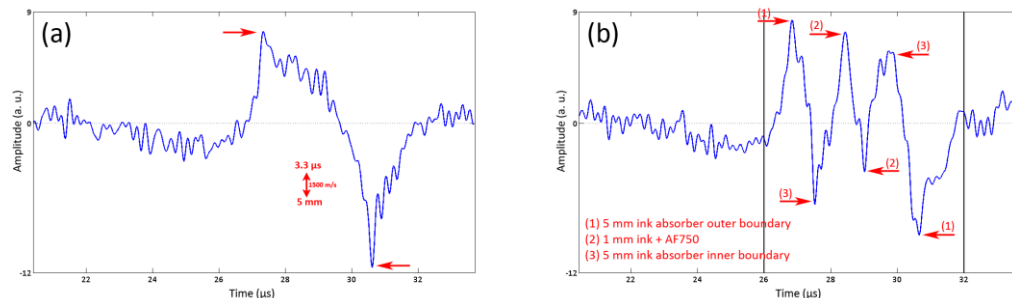 (a)
9
0
-12
Amplitude (a. u.)
22 24 26 28 30 32
Time (µs)
3.3 µs
1500 m/s
5 mm
(b)
9
0
-12
Amplitude (a. u.)
22 24 26 28 30 32
Time (µs)
(1)
(2)
(3)
(2)
(3)
(1)
(1) 5 mm ink absorber outer boundary
(2) 1 mm ink + AF750
(3) 5 mm ink absorber inner boundary